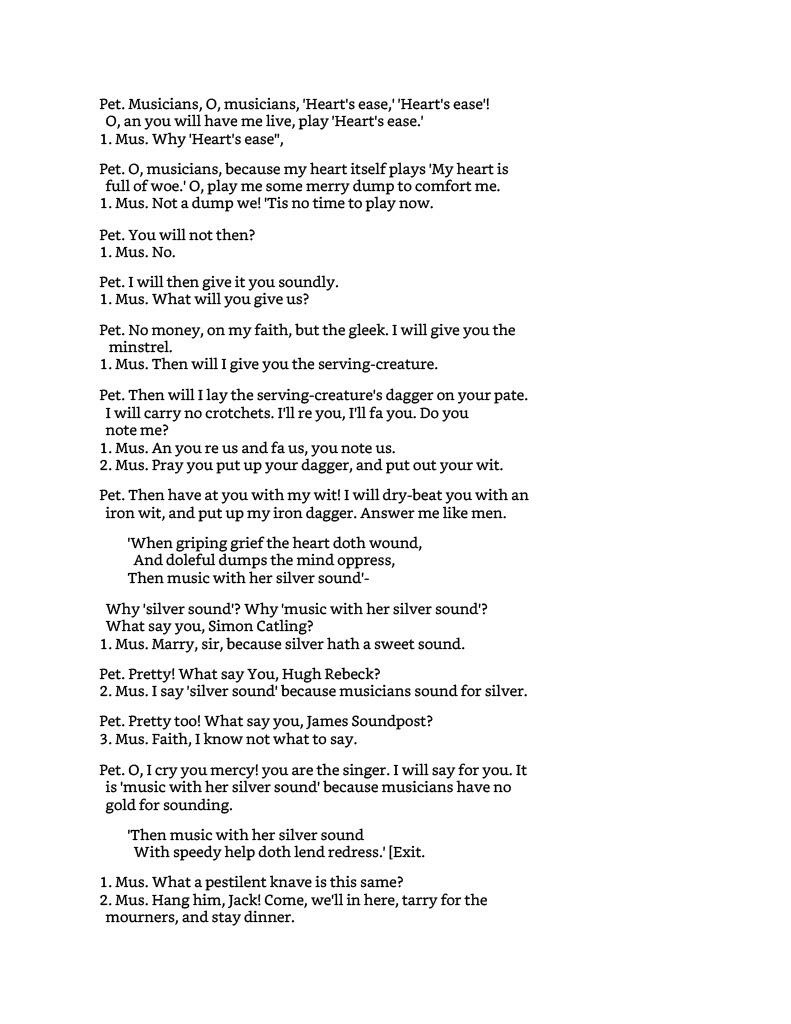 Pet. Musicians, O, musicians, 'Heart's ease,' 'Heart's ease'!
O, an you will have me live, play 'Heart's ease.'
1. Mus. Why 'Heart's ease'',
Pet. O, musicians, because my heart itself plays 'My heart is
full of woe.' O, play me some merry dump to comfort me.
1. Mus. Not a dump we! 'Tis no time to play now.
Pet. You will not then?
1. Mus. No.
Pet. I will then give it you soundly.
1. Mus. What will you give us?
Pet. No money, on my faith, but the gleek. I will give you the
minstrel.
1. Mus. Then will I give you the serving-creature.
Pet. Then will I lay the serving-creature's dagger on your pate.
I will carry no crotchets. I'll re you, I'll fa you. Do you
note me?
1. Mus. An you re us and fa us, you note us.
2. Mus. Pray you put up your dagger, and put out your wit.
Pet. Then have at you with my wit! I will dry-beat you with an
iron wit, and put up my iron dagger. Answer me like men.
'When griping grief the heart doth wound,
And doleful dumps the mind oppress,
Then music with her silver sound'-
Why 'silver sound'? Why 'music with her silver sound'?
What say you, Simon Catling?
1. Mus. Marry, sir, because silver hath a sweet sound.
Pet. Pretty! What say You, Hugh Rebeck?
2. Mus. I say 'silver sound' because musicians sound for silver.
Pet. Pretty too! What say you, James Soundpost?
3. Mus. Faith, I know not what to say.
Pet. O, I cry you mercy! you are the singer. I will say for you. It
is 'music with her silver sound' because musicians have no
gold for sounding.
'Then music with her silver sound
With speedy help doth lend redress.' [Exit.
1. Mus. What a pestilent knave is this same?
2. Mus. Hang him, Jack! Come, we'll in here, tarry for the
mourners, and stay dinner.